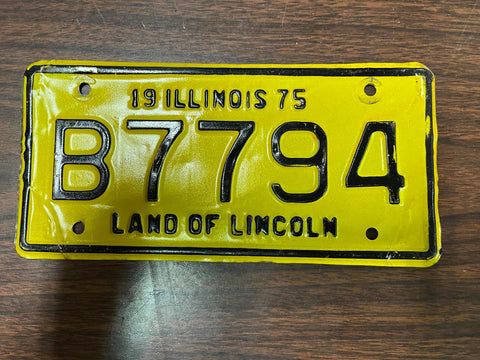 19 ILLINOIS 75
B7794
LAND OF LINCOLN